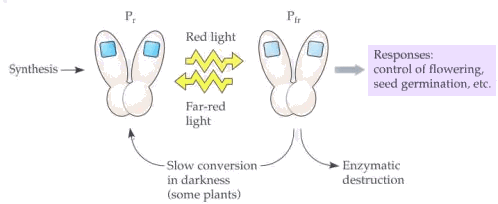 Pr
Pfr
Red light
Synthesis
Far-red
light
Responses:
control of flowering,
seed germination, etc.
Slow conversion
in darkness
(some plants)
Enzymatic
destruction